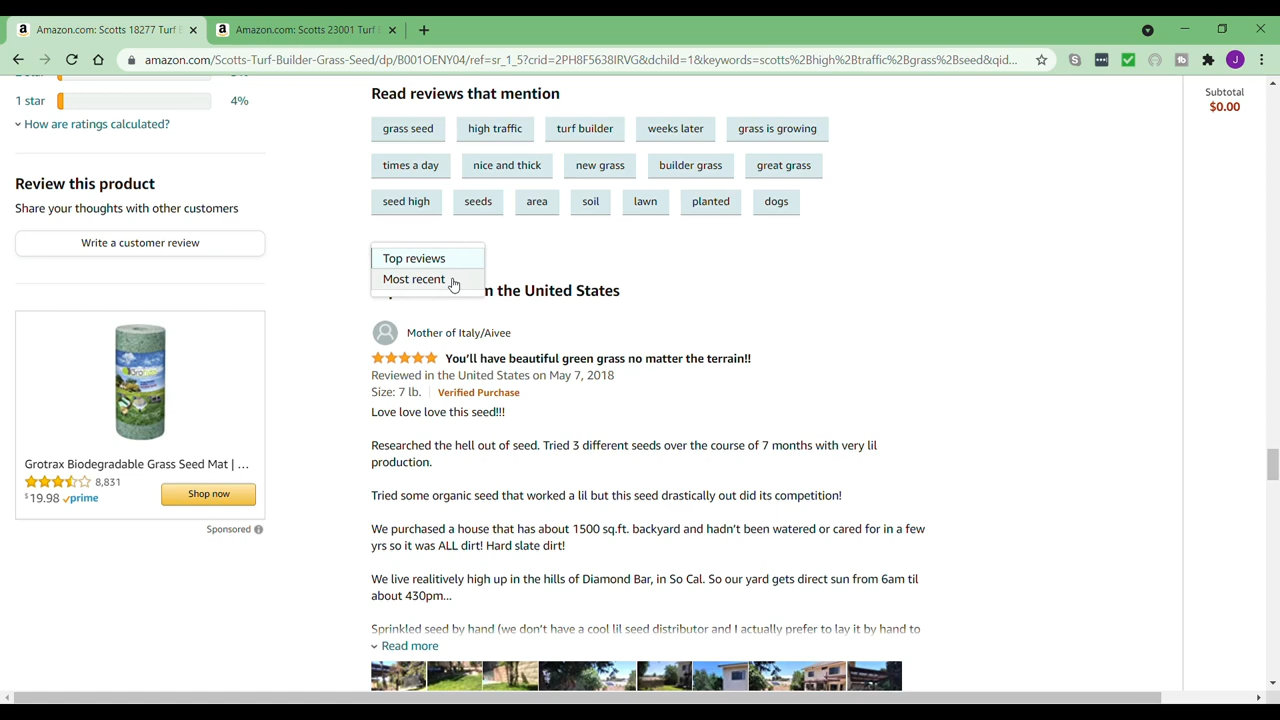 Amazon.com: Scotts 18277 Turf
Amazon.com: Scotts 23001 Turf
amazon.com/Scotts-Turf-Builder-Grass-Seed/dp/B001DENY04/ref=sr_1_5?crid=2PH8F5638IRVG&dchild=1&keywords=scotts%2Bhigh%2Btraffic%2Bgrass%2Bseed&qid...
J
1 star 4%
How are ratings calculated?
Review this product
Share your thoughts with other customers
Write a customer review
Grotrax Biodegradable Grass Seed Mat | ...
8,831
$19.98 prime
Shop now
Sponsored
Read reviews that mention
grass seed high traffic turf builder weeks later grass is growing
times a day nice and thick new grass builder grass great grass
seed high seeds area soil lawn planted dogs
Top reviews
Most recent
n the United States
Mother of Italy/Aivee
You'll have beautiful green grass no matter the terrain!!
Reviewed in the United States on May 7, 2018
Size: 7 lb. Verified Purchase
Love love love this seed!!!
Researched the hell out of seed. Tried 3 different seeds over the course of 7 months with very lil
production.
Tried some organic seed that worked a lil but this seed drastically out did its competition!
We purchased a house that has about 1500 sq.ft. backyard and hadn't been watered or cared for in a few
yrs so it was ALL dirt! Hard slate dirt!
We live realitively high up in the hills of Diamond Bar, in So Cal. So our yard gets direct sun from 6am til
about 430pm...
Sprinkled seed by hand (we don't have a cool lil seed distributor and I actually prefer to lay it by hand to
Read more
Subtotal
$0.00